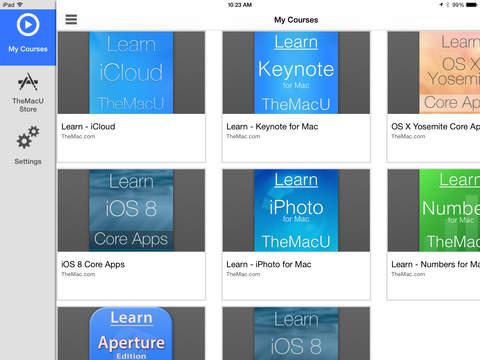 iPad
10:23 AM
99%
My Courses
My Courses
TheMacU
Store
Settings
Learn
iCloud
TheMacU
Learn - iCloud
TheMac.com
Learn
Keynote
for Mac
TheMacU
Learn - Keynote for Mac
TheMac.com
Learn
OS X
Yosemite
Core Apps
OS X Yosemite Core Ap
TheMac.com
Learn
iOS 8
Core Apps
iOS 8 Core Apps
TheMac.com
Learn
iPhoto
for Mac
TheMacU
Learn - iPhoto for Mac
TheMac.com
Learn
Number
for Mac
TheMacU
Learn - Numbers for Ma
TheMac.com
Learn
Aperture
Edition
Learn
iOS 8